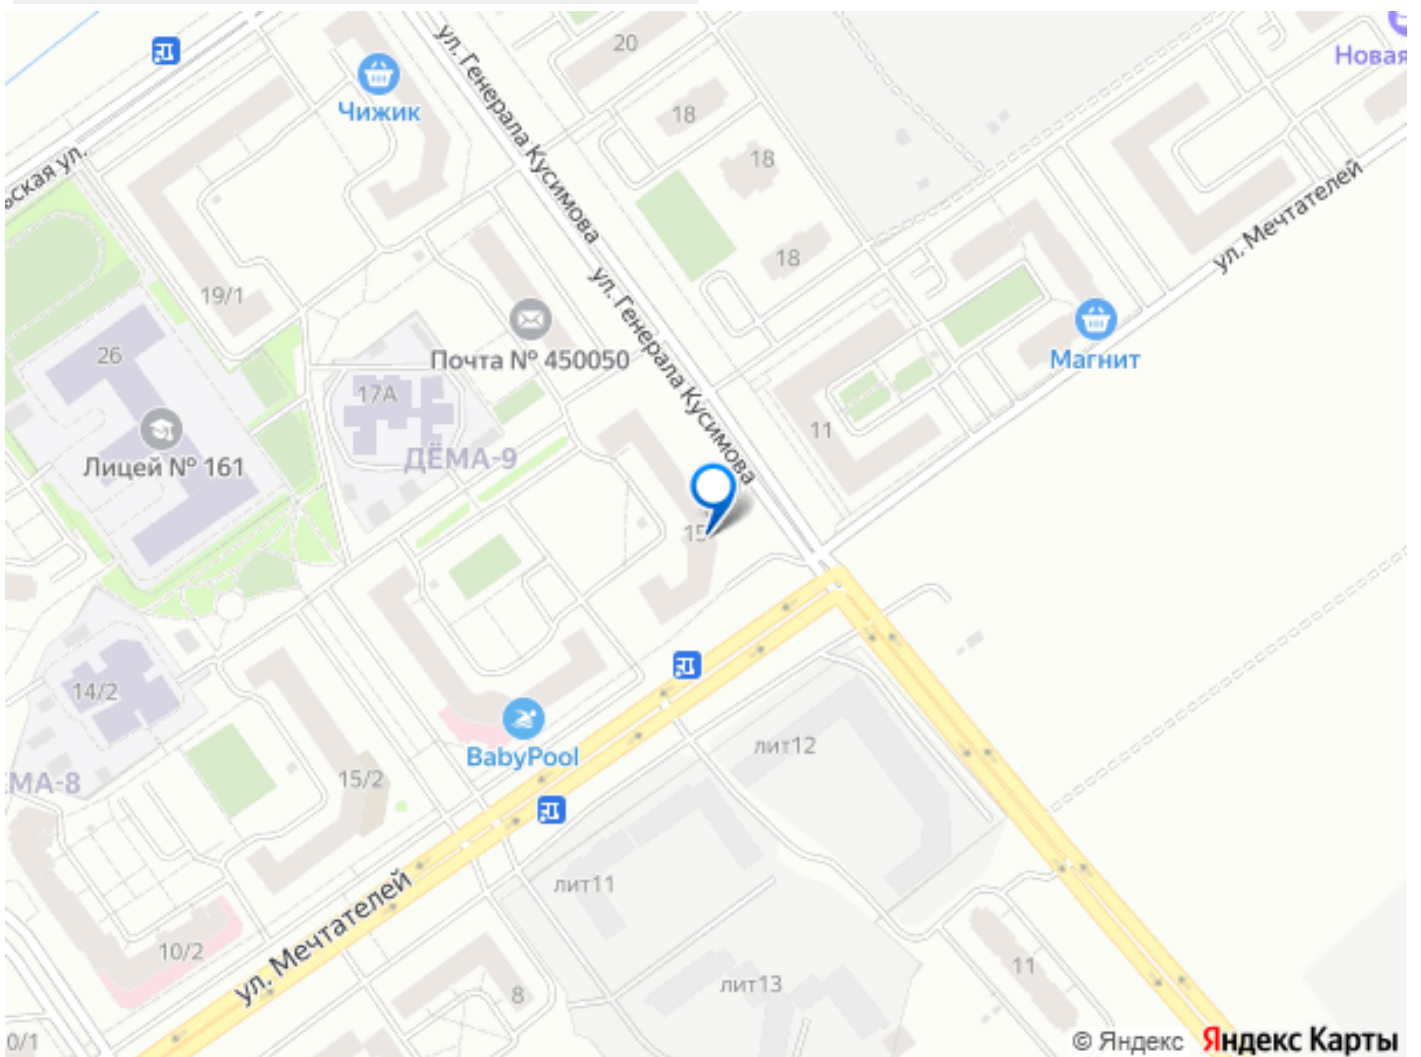 20
Новая
Чижик
ул. Генерала Кусимова
18
ьская ул.
18
ул. Мечтателей
18
19/1
ул. Генерала Кусимова
26
Почта № 450050
Магнит
17А
11
ДЁМА-9
Лицей № 161
15
14/2
лит12
BabyPool
15/2
ЕМА-8
лит11
ул. Мечтателей
10/2
11
лит13
8
0/1
© Яндекс Яндекс Карты